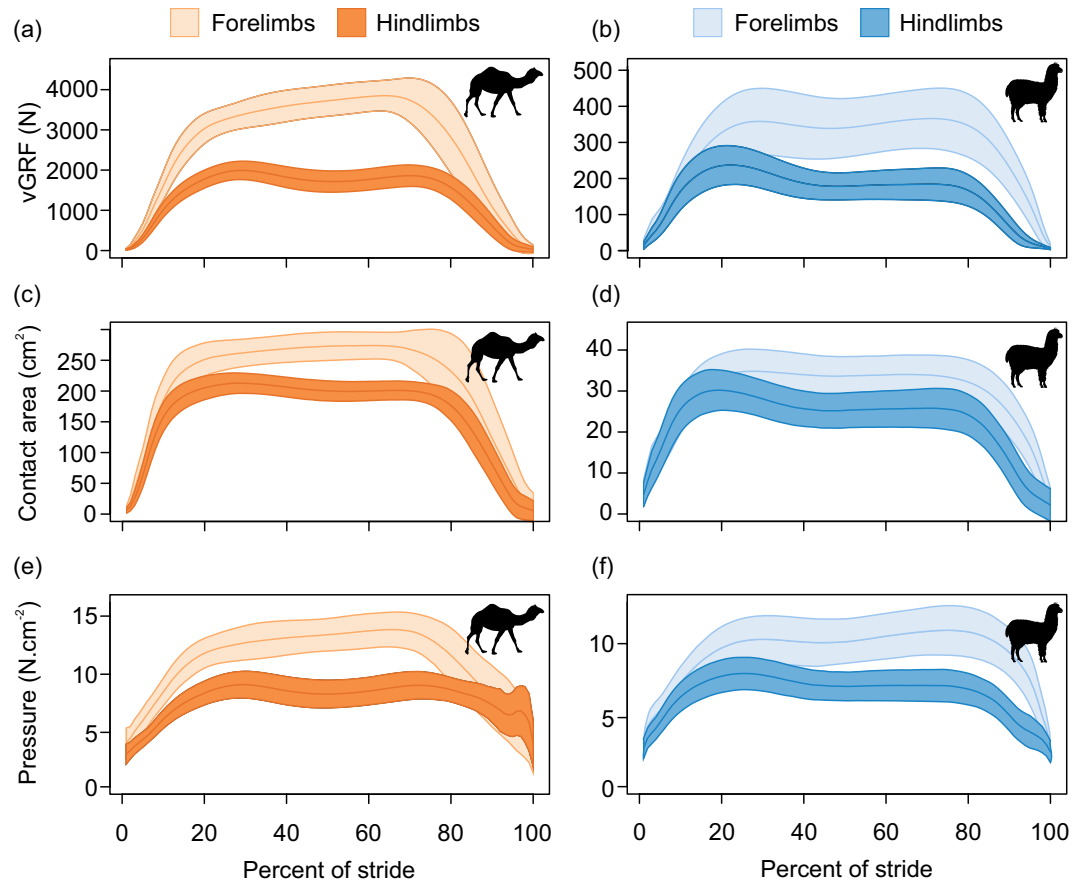 (a) Forelimbs Hindlimbs
(b) Forelimbs Hindlimbs
vGRF (N)
4000
3000
2000
1000
0
500
400
300
200
100
0
(c)
(d)
Contact area (cm²)
250
200
150
100
50
0
40
30
20
10
0
(e)
(f)
Pressure (N.cm⁻²)
15
10
5
0
10
5
0
0 20 40 60 80 100
0 20 40 60 80 100
Percent of stride
Percent of stride